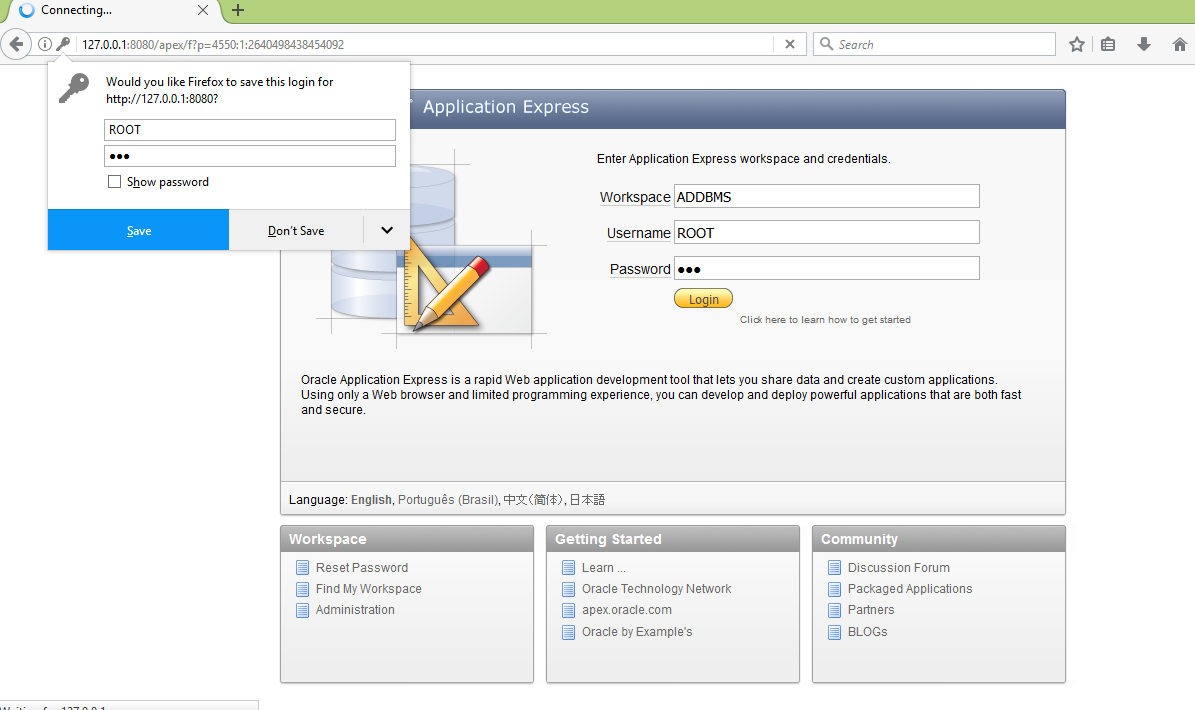 Connecting...
127.0.0.1:8080/apex/f?p=4550:1:2640498438454092
Search
Would you like Firefox to save this login for
http://127.0.0.1:8080?
ROOT
●●●
Show password
Save
Don't Save
Application Express
Enter Application Express workspace and credentials.
Workspace ADDBMS
Username ROOT
Password ●●●
Login
Click here to learn how to get started
Oracle Application Express is a rapid Web application development tool that lets you share data and create custom applications.
Using only a Web browser and limited programming experience, you can develop and deploy powerful applications that are both fast
and secure.
Language: English, Português (Brasil), 中文(简体), 日本語
Workspace
Reset Password
Find My Workspace
Administration
Getting Started
Learn ...
Oracle Technology Network
apex.oracle.com
Oracle by Example's
Community
Discussion Forum
Packaged Applications
Partners
BLOGs
127.0.0.1